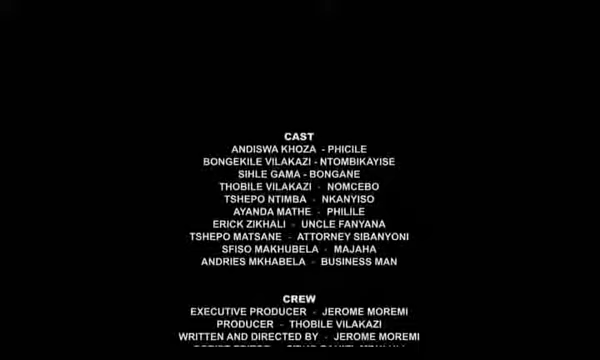 CAST
ANDISWA KHOZA - PHICILE
BONGEKILE VILAKAZI - NTOMBIKAYISE
SIHLE GAMA - BONGANE
THOBILE VILAKAZI - NOMCEBO
TSHEPO NTIMBA - NKANYISO
AYANDA MATHE - PHILILE
ERICK ZIKHALI - UNCLE FANYANA
TSHEPO MATSANE - ATTORNEY SIBANYONI
SFISO MAKHUBELA - MAJAHA
ANDRIES MKHABELA - BUSINESS MAN
CREW
EXECUTIVE PRODUCER - JEROME MOREMI
PRODUCER - THOBILE VILAKAZI
WRITTEN AND DIRECTED BY - JEROME MOREMI